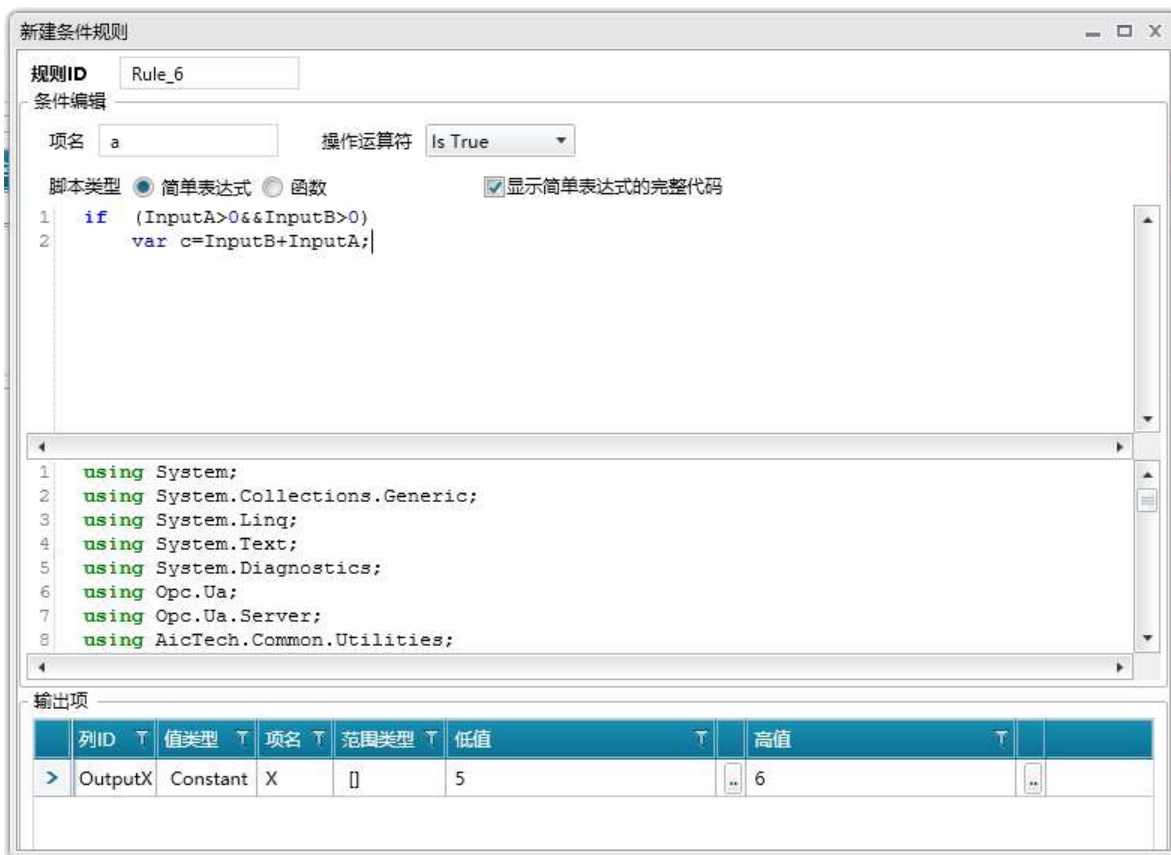 新建条件规则
规则ID Rule_6
条件编辑
项名 a 操作运算符 Is True
脚本类型 简单表达式 函数 显示简单表达式的完整代码
1 if (InputA>0&&InputB>0)
2 var c=InputB+InputA;
1 using System;
2 using System.Collections.Generic;
3 using System.Linq;
4 using System.Text;
5 using System.Diagnostics;
6 using Opc.Ua;
7 using Opc.Ua.Server;
8 using AicTech.Common.Utilities;
输出项
列ID 值类型 项名 范围类型 低值 高值
> OutputX Constant X [] 5 .. 6 ..